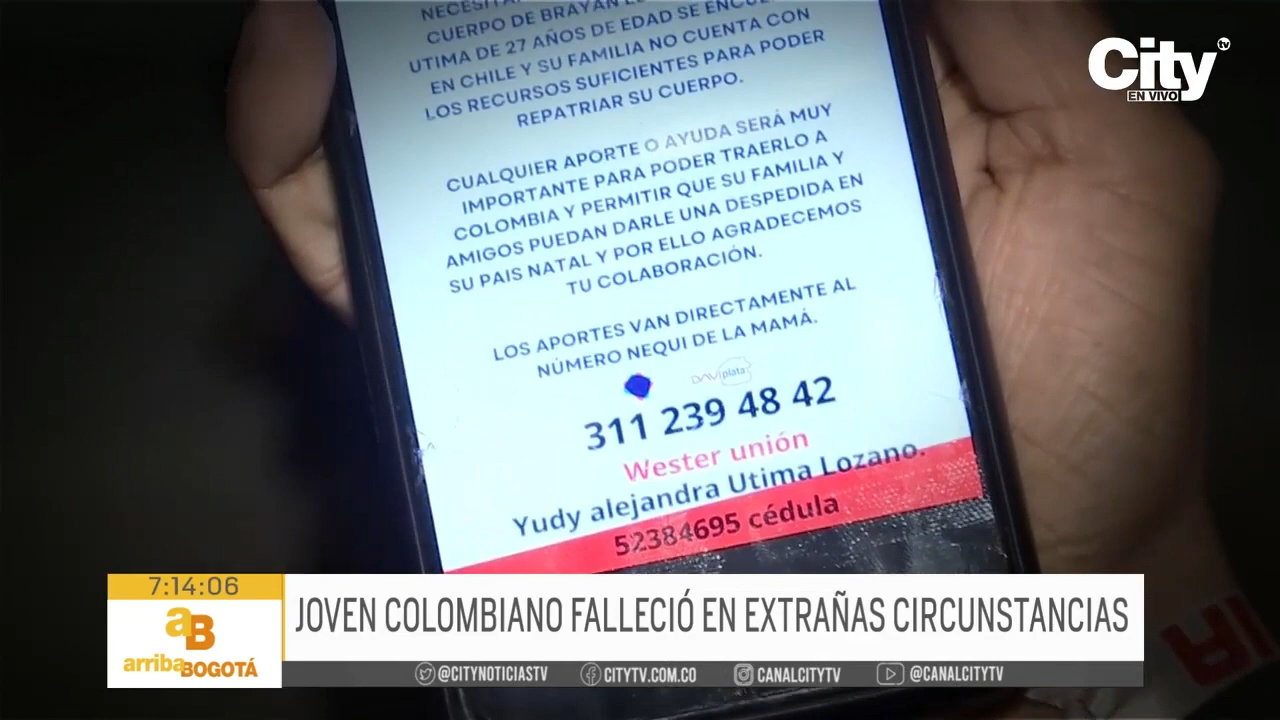 City tv
EN VIVO
CUERPO DE BRAYAN
UTIMA DE 27 AÑOS DE EDAD SE
EN CHILE Y SU FAMILIA NO CUENTA CON
LOS RECURSOS SUFICIENTES PARA PODER
REPATRIAR SU CUERPO.
CUALQUIER APORTE O AYUDA SERÁ MUY
IMPORTANTE PARA PODER TRAERLO A
COLOMBIA Y PERMITIR QUE SU FAMILIA Y
AMIGOS PUEDAN DARLE UNA DESPEDIDA EN
SU PAIS NATAL Y POR ELLO AGRADECEMOS
TU COLABORACIÓN.
LOS APORTES VAN DIRECTAMENTE AL
NÚMERO NEQUI DE LA MAMÁ.
DAViplata
311 239 48 42
Wester unión
Yudy alejandra Utima Lozano.
52384695 cédula
7:14:06
aB
arriba BOGOTÁ
JOVEN COLOMBIANO FALLECIÓ EN EXTRAÑAS CIRCUNSTANCIAS
@CITYNOTICIASTV
CITYTV.COM.CO
CANALCITYTV
@CANALCITYTV